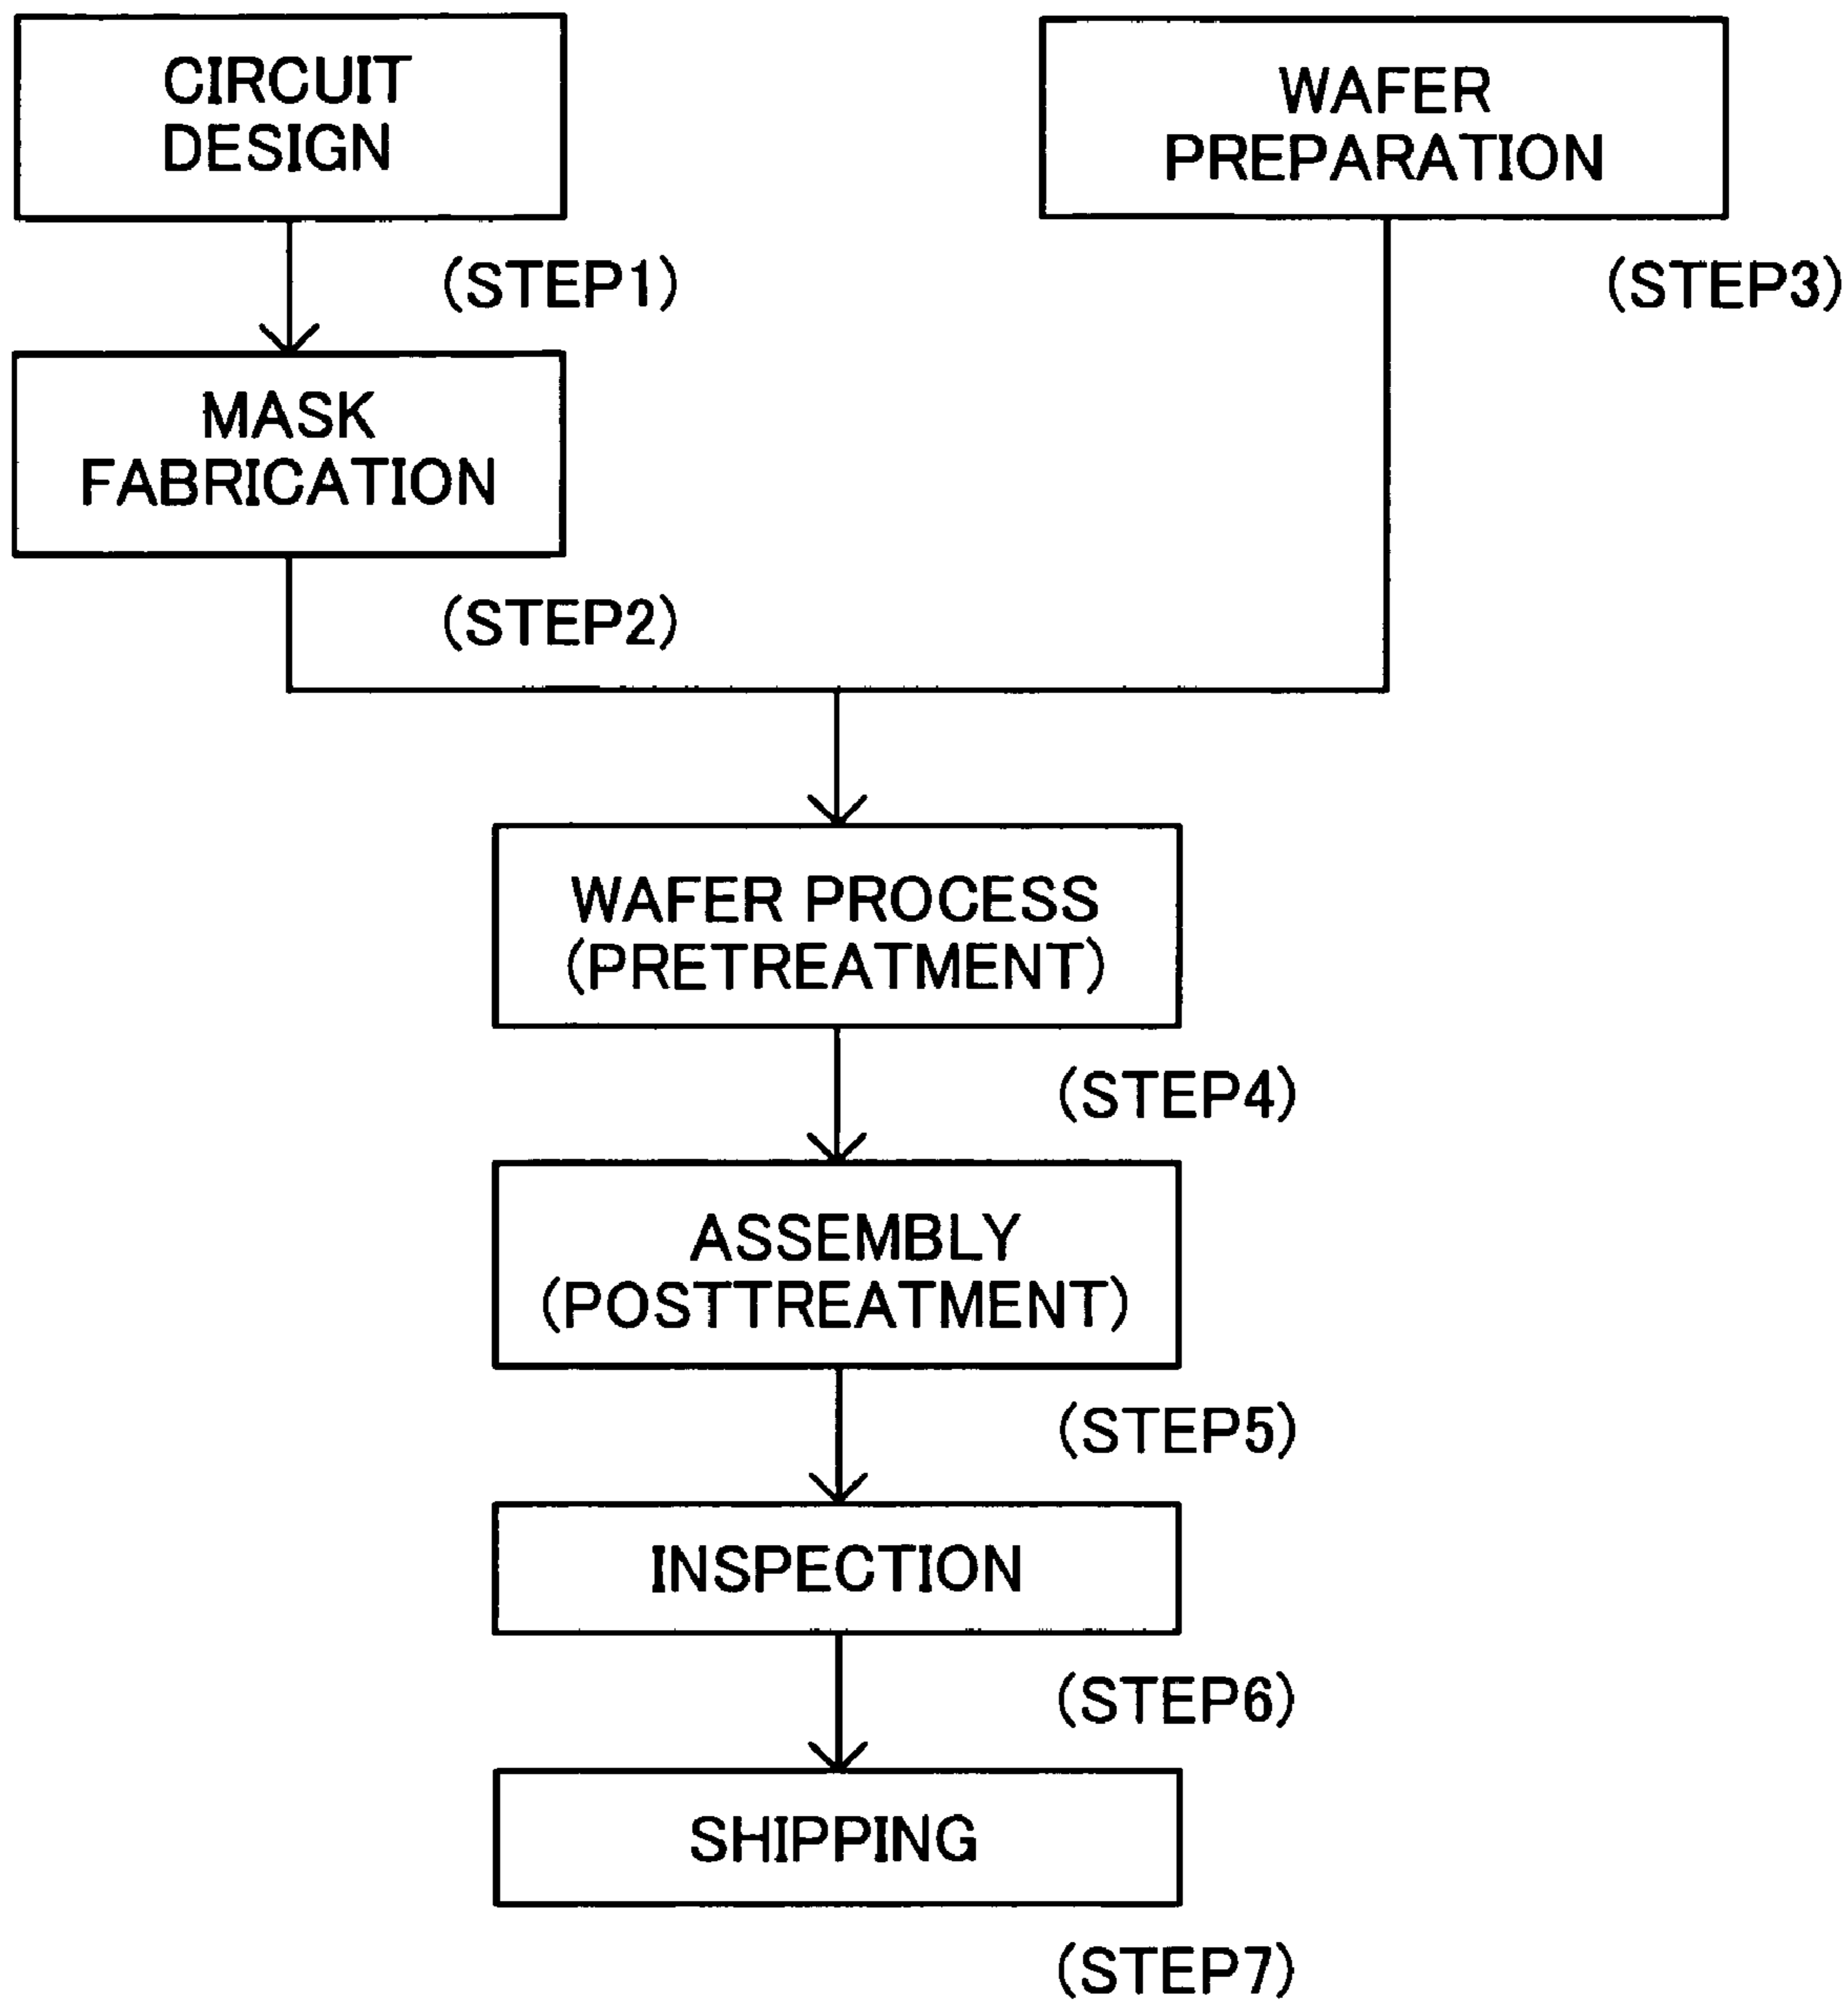 CIRCUIT
DESIGN
(STEP1)
MASK
FABRICATION
(STEP2)
WAFER
PREPARATION
(STEP3)
WAFER PROCESS
(PRETREATMENT)
(STEP4)
ASSEMBLY
(POSTTREATMENT)
(STEP5)
INSPECTION
(STEP6)
SHIPPING
(STEP7)